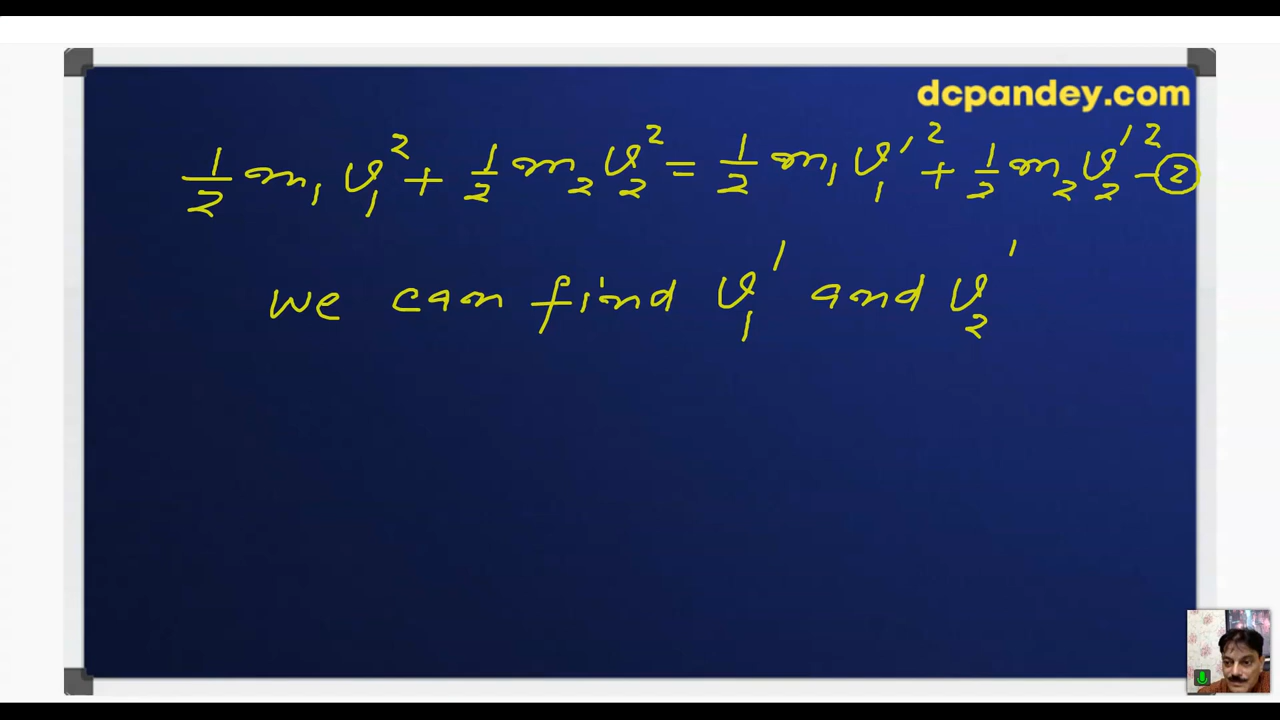 dcpandey.com
1/2 m₁ v₁² + 1/2 m₂ v₂² = 1/2 m₁ v₁'² + 1/2 m₂ v₂'² – ②
we can find v₁' and v₂'